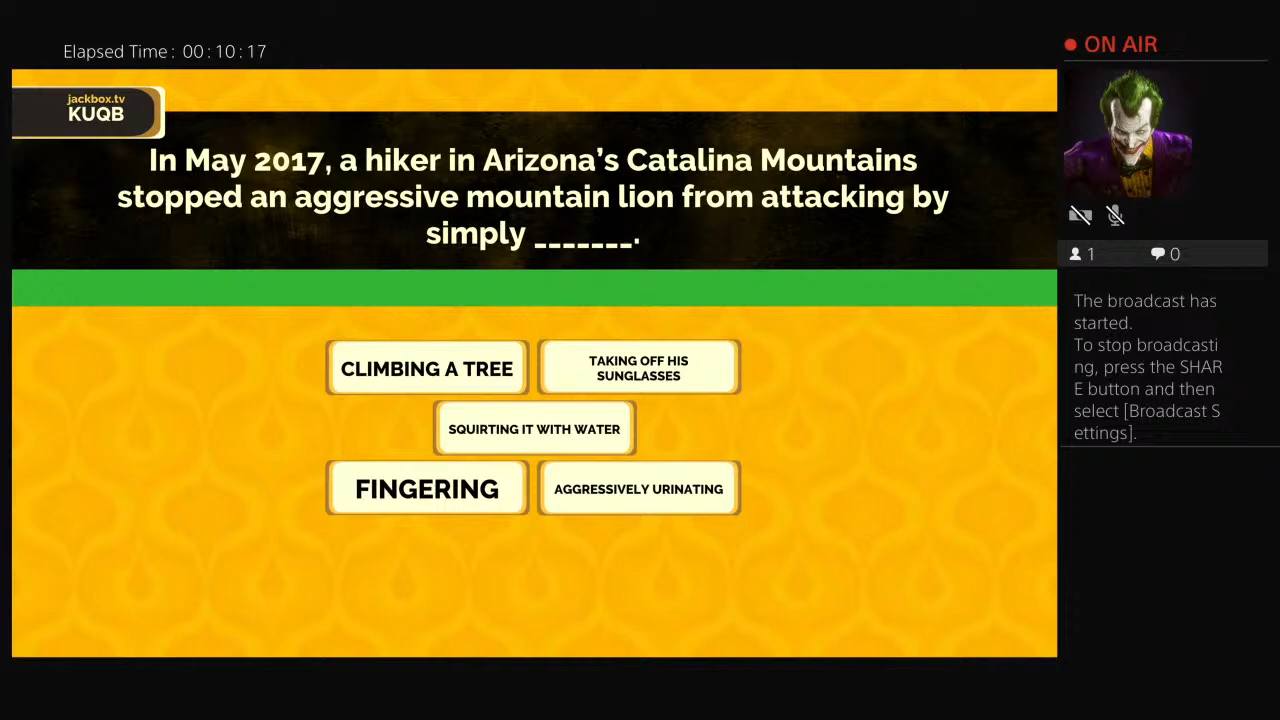 Elapsed Time: 00:10:17
ON AIR
jackbox.tv
KUQB
In May 2017, a hiker in Arizona’s Catalina Mountains
stopped an aggressive mountain lion from attacking by
simply _______.
1
0
The broadcast has
started.
To stop broadcasti
ng, press the SHAR
E button and then
select [Broadcast S
ettings].
CLIMBING A TREE
TAKING OFF HIS
SUNGLASSES
SQUIRTING IT WITH WATER
FINGERING
AGGRESSIVELY URINATING